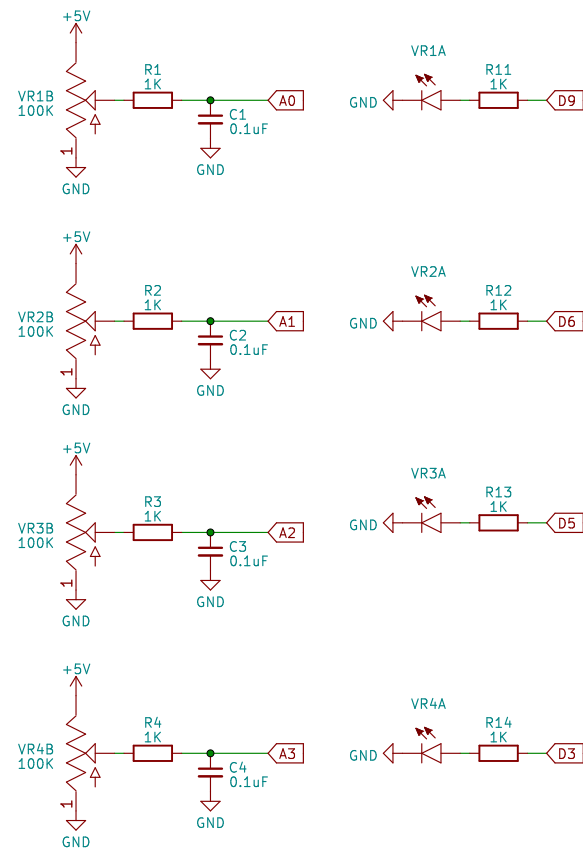 +5V
VR1B
100K
1
GND
R1
1K
A0
C1
0.1uF
GND
VR1A
GND
R11
1K
D9
+5V
VR2B
100K
1
GND
R2
1K
A1
C2
0.1uF
GND
VR2A
GND
R12
1K
D6
+5V
VR3B
100K
1
GND
R3
1K
A2
C3
0.1uF
GND
VR3A
GND
R13
1K
D5
+5V
VR4B
100K
1
GND
R4
1K
A3
C4
0.1uF
GND
VR4A
GND
R14
1K
D3